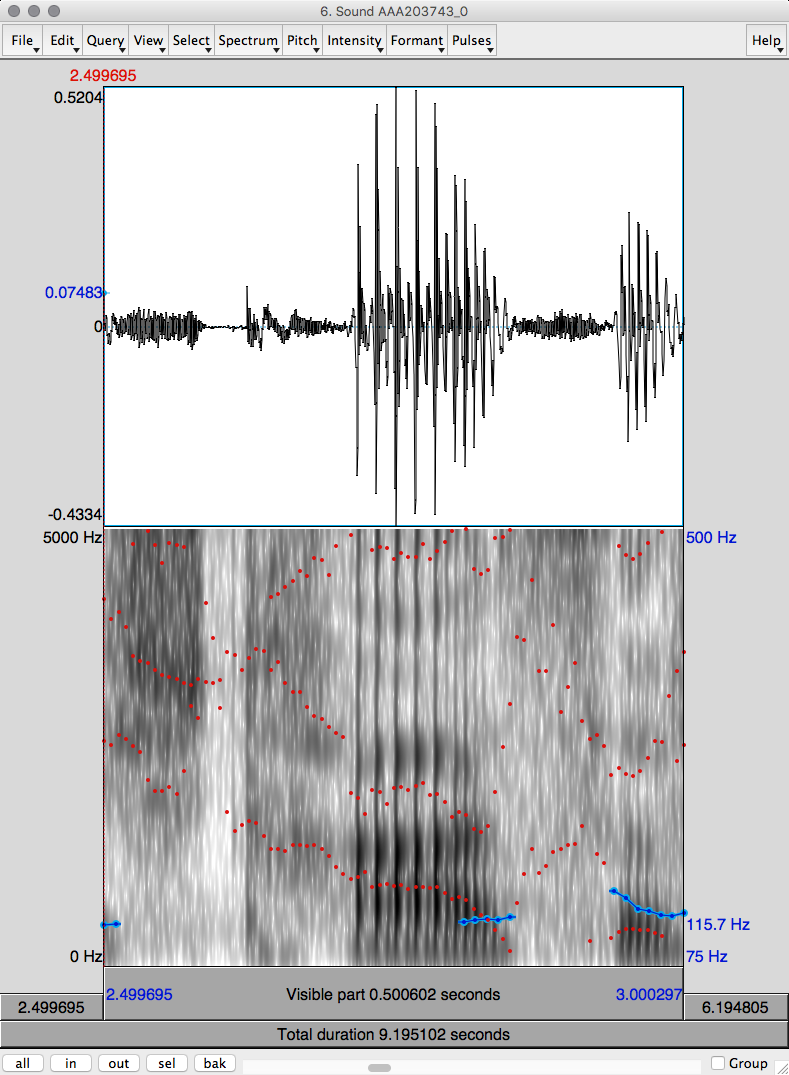 6. Sound AAA203743_0
File Edit Query View Select Spectrum Pitch Intensity Formant Pulses Help
2.499695
0.5204
0.07483
0
-0.4334
5000 Hz 500 Hz
115.7 Hz
0 Hz 75 Hz
2.499695 Visible part 0.500602 seconds 3.000297
2.499695 6.194805
Total duration 9.195102 seconds
all in out sel bak Group